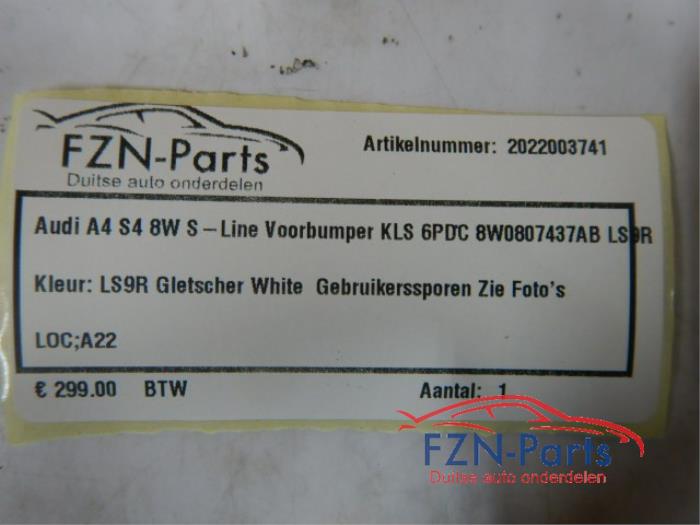 FZN-Parts
Duitse auto onderdelen
Artikelnummer: 2022003741
Audi A4 S4 8W S-Line Voorbumper KLS 6PDC 8W0807437AB LS9R
Kleur: LS9R Gletscher White Gebruikerssporen Zie Foto's
LOC;A22
€ 299.00 BTW
Aantal: 1
FZN-Parts
Duitse auto onderdelen